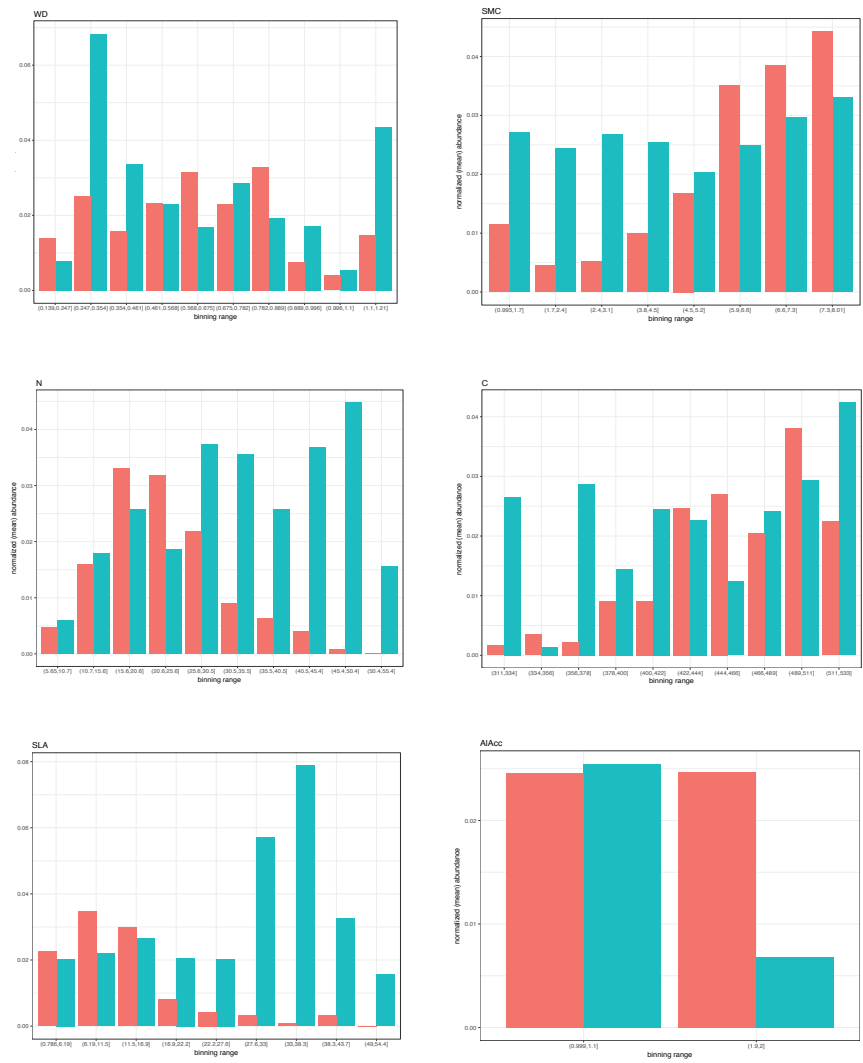 WD
0.06
0.04
0.02
0.00
(0.139,0.247] (0.247,0.354] (0.354,0.461] (0.461,0.568] (0.568,0.675] (0.675,0.782] (0.782,0.889] (0.889,0.996] (0.996,1.1] (1.1,1.21]
binning range
SMC
normalized (mean) abundance
0.04
0.03
0.02
0.01
0.00
(0.993,1.7] (1.7,2.4] (2.4,3.1] (3.8,4.5] (4.5,5.2] (5.9,6.6] (6.6,7.3] (7.3,8.01]
binning range
N
normalized (mean) abundance
0.04
0.03
0.02
0.01
0.00
(5.65,10.7] (10.7,15.6] (15.6,20.6] (20.6,25.6] (25.6,30.5] (30.5,35.5] (35.5,40.5] (40.5,45.4] (45.4,50.4] (50.4,55.4]
binning range
C
normalized (mean) abundance
0.04
0.03
0.02
0.01
0.00
(311,334] (334,356] (356,378] (378,400] (400,422] (422,444] (444,466] (466,489] (489,511] (511,533]
binning range
SLA
0.08
0.06
0.04
0.02
0.00
(0.786,6.19] (6.19,11.5] (11.5,16.9] (16.9,22.2] (22.2,27.6] (27.6,33] (33,38.3] (38.3,43.7] (49,54.4]
binning range
AlAcc
normalized (mean) abundance
0.02
0.01
0.00
(0.999,1.1] (1.9,2]
binning range